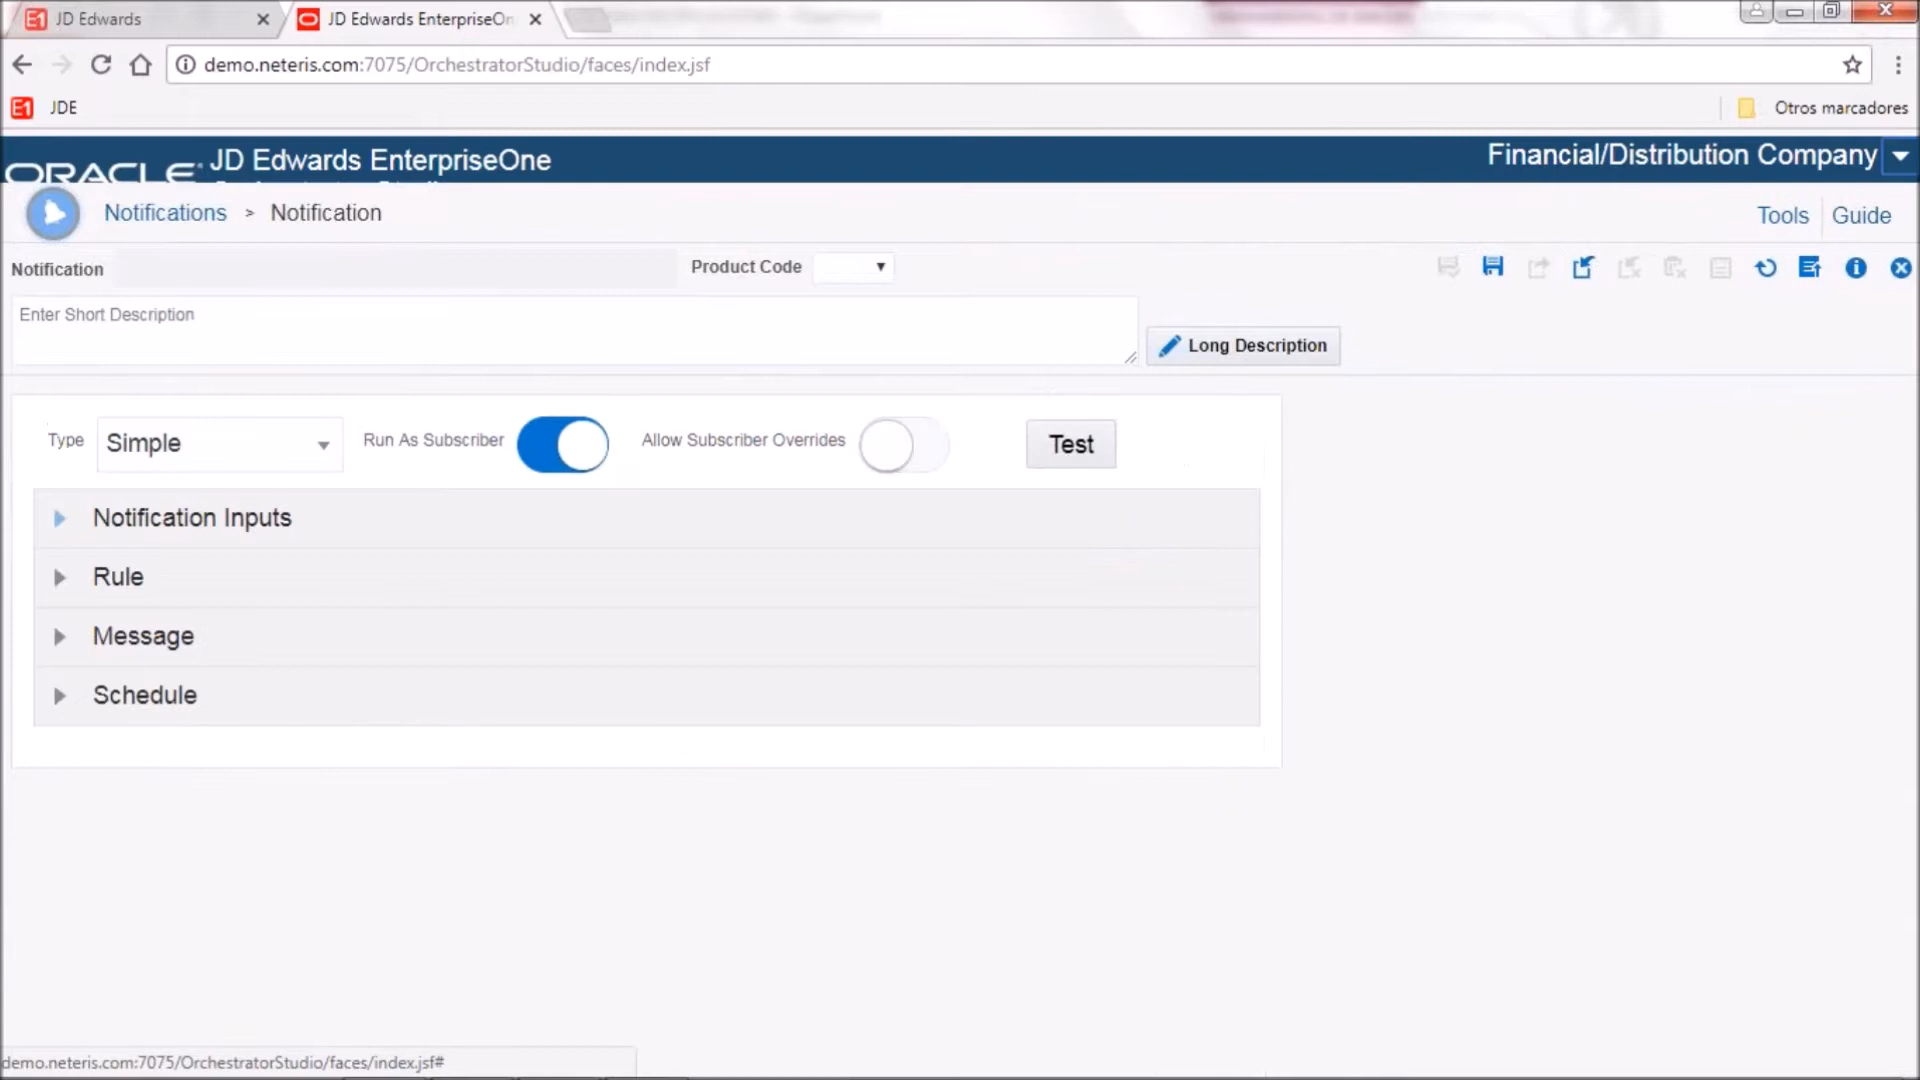 JD Edwards
JD Edwards EnterpriseOn
demo.neteris.com:7075/OrchestratorStudio/faces/index.jsf
E1 JDE
Otros marcadores
ORACLE JD Edwards EnterpriseOne
Financial/Distribution Company
Notifications > Notification
Tools Guide
Notification
Product Code
Enter Short Description
Long Description
Type Simple Run As Subscriber Allow Subscriber Overrides Test
Notification Inputs
Rule
Message
Schedule
demo.neteris.com:7075/OrchestratorStudio/faces/index.jsf#